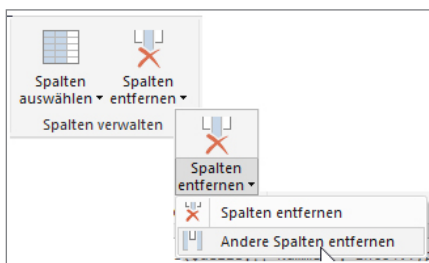 Spalten Spalten
auswählen entfernen
Spalten verwalten
Spalten
entfernen
Spalten entfernen
Andere Spalten entfernen